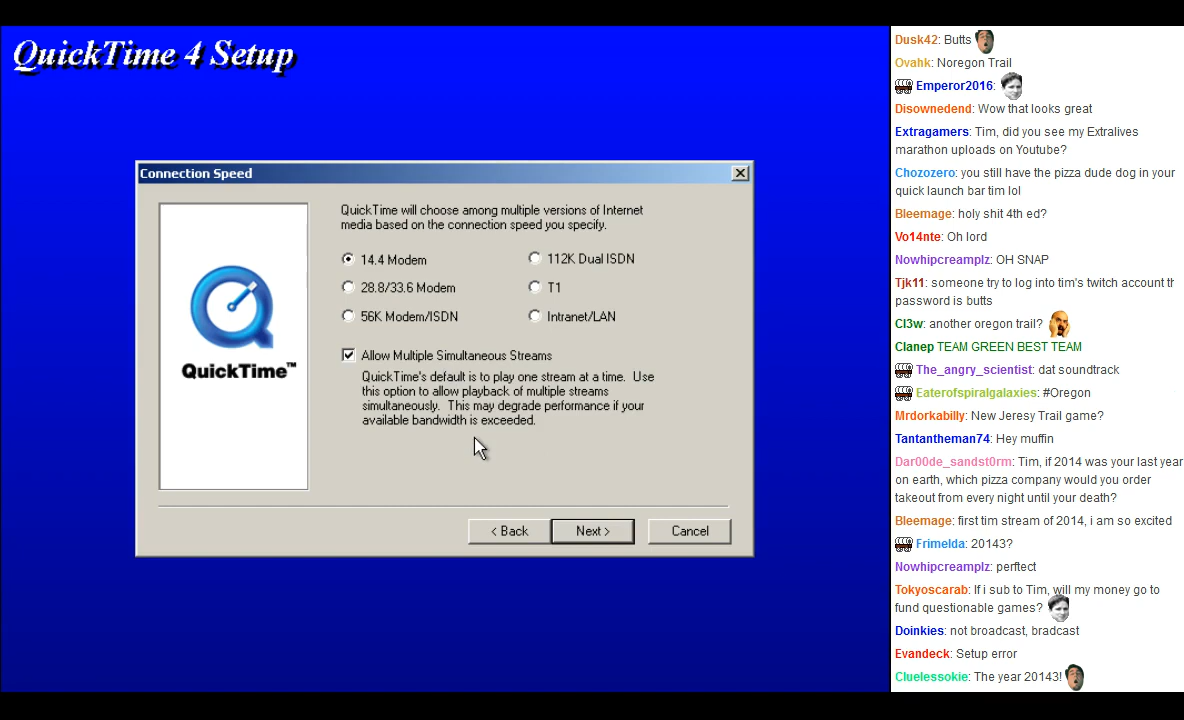 QuickTime 4 Setup
Connection Speed
QuickTime will choose among multiple versions of Internet
media based on the connection speed you specify.
14.4 Modem
112K Dual ISDN
28.8/33.6 Modem
T1
56K Modem/ISDN
Intranet/LAN
Allow Multiple Simultaneous Streams
QuickTime's default is to play one stream at a time. Use
this option to allow playback of multiple streams
simultaneously. This may degrade performance if your
available bandwidth is exceeded.
QuickTime™
< Back
Next >
Cancel
Dusk42: Butts
Ovahk: Noregon Trail
Emperor2016:
Disownedend: Wow that looks great
Extragamers: Tim, did you see my Extralives
marathon uploads on Youtube?
Chozozero: you still have the pizza dude dog in your
quick launch bar tim lol
Bleemage: holy shit 4th ed?
Vo14nte: Oh lord
Nowhipcreamplz: OH SNAP
Tjk11: someone try to log into tim's twitch account th
password is butts
Cl3w: another oregon trail?
Clanep TEAM GREEN BEST TEAM
The_angry_scientist: dat soundtrack
Eaterofspiralgalaxies: #Oregon
Mrdorkabilly: New Jeresy Trail game?
Tantantheman74: Hey muffin
Dar00de_sandst0rm: Tim, if 2014 was your last year
on earth, which pizza company would you order
takeout from every night until your death?
Bleemage: first tim stream of 2014, i am so excited
Frimelda: 20143?
Nowhipcreamplz: perftect
Tokyoscarab: If i sub to Tim, will my money go to
fund questionable games?
Doinkies: not broadcast, bradcast
Evandeck: Setup error
Cluelessokie: The year 20143!